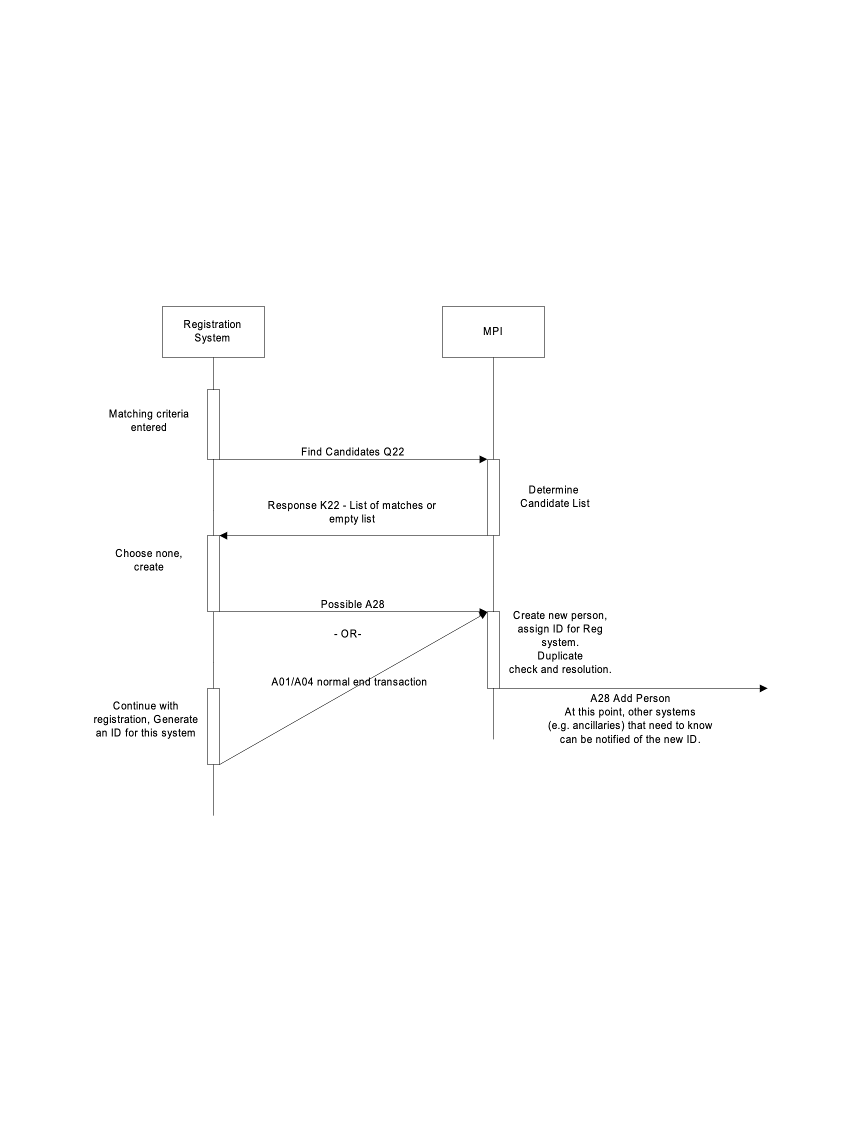 Registration
System
MPI
Matching criteria
entered
Find Candidates Q22
Determine
Candidate List
Response K22 - List of matches or
empty list
Choose none,
create
Possible A28
- OR-
Create new person,
assign ID for Reg
system.
Duplicate
check and resolution.
A01/A04 normal end transaction
Continue with
registration, Generate
an ID for this system
A28 Add Person
At this point, other systems
(e.g. ancillaries) that need to know
can be notified of the new ID.